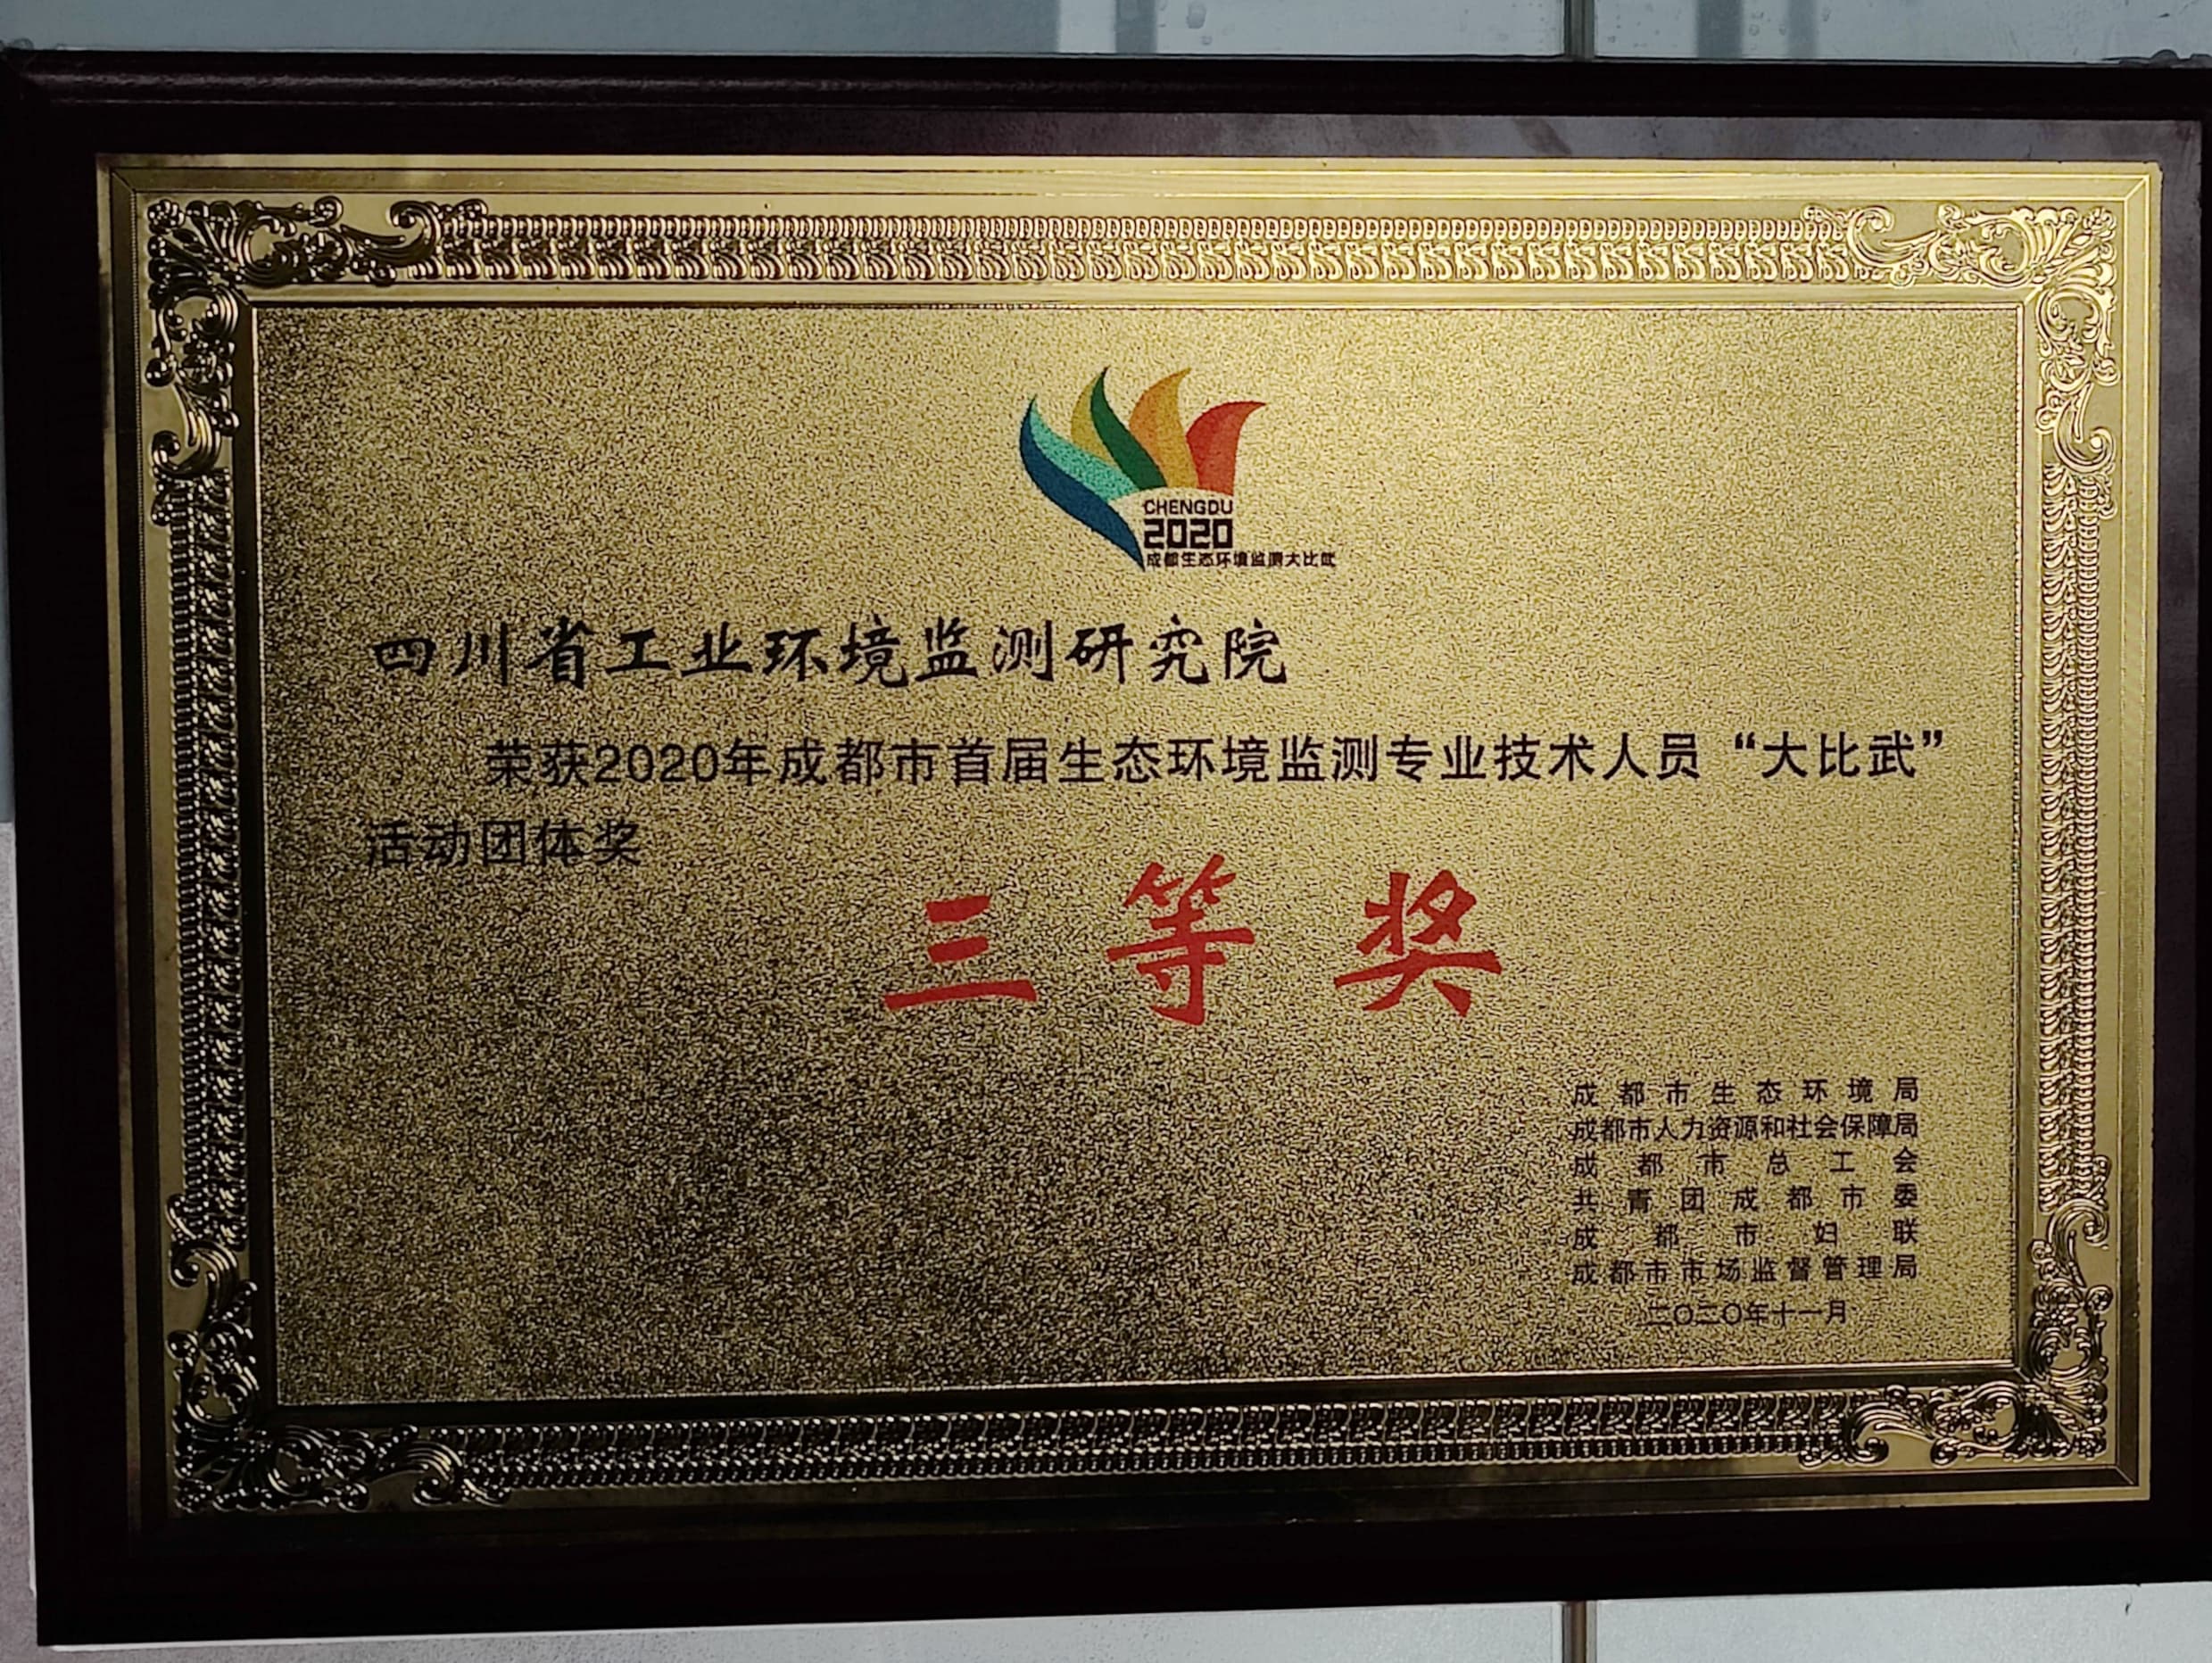 CHENGDU
2020
成都生态环境监测大比武
四川省工业环境监测研究院
荣获2020年成都市首届生态环境监测专业技术人员“大比武”
活动团体奖
三等奖
成都市生态环境局
成都市人力资源和社会保障局
成都市总工会
共青团成都市委
成都市妇联
成都市市场监督管理局
二〇二〇年十一月